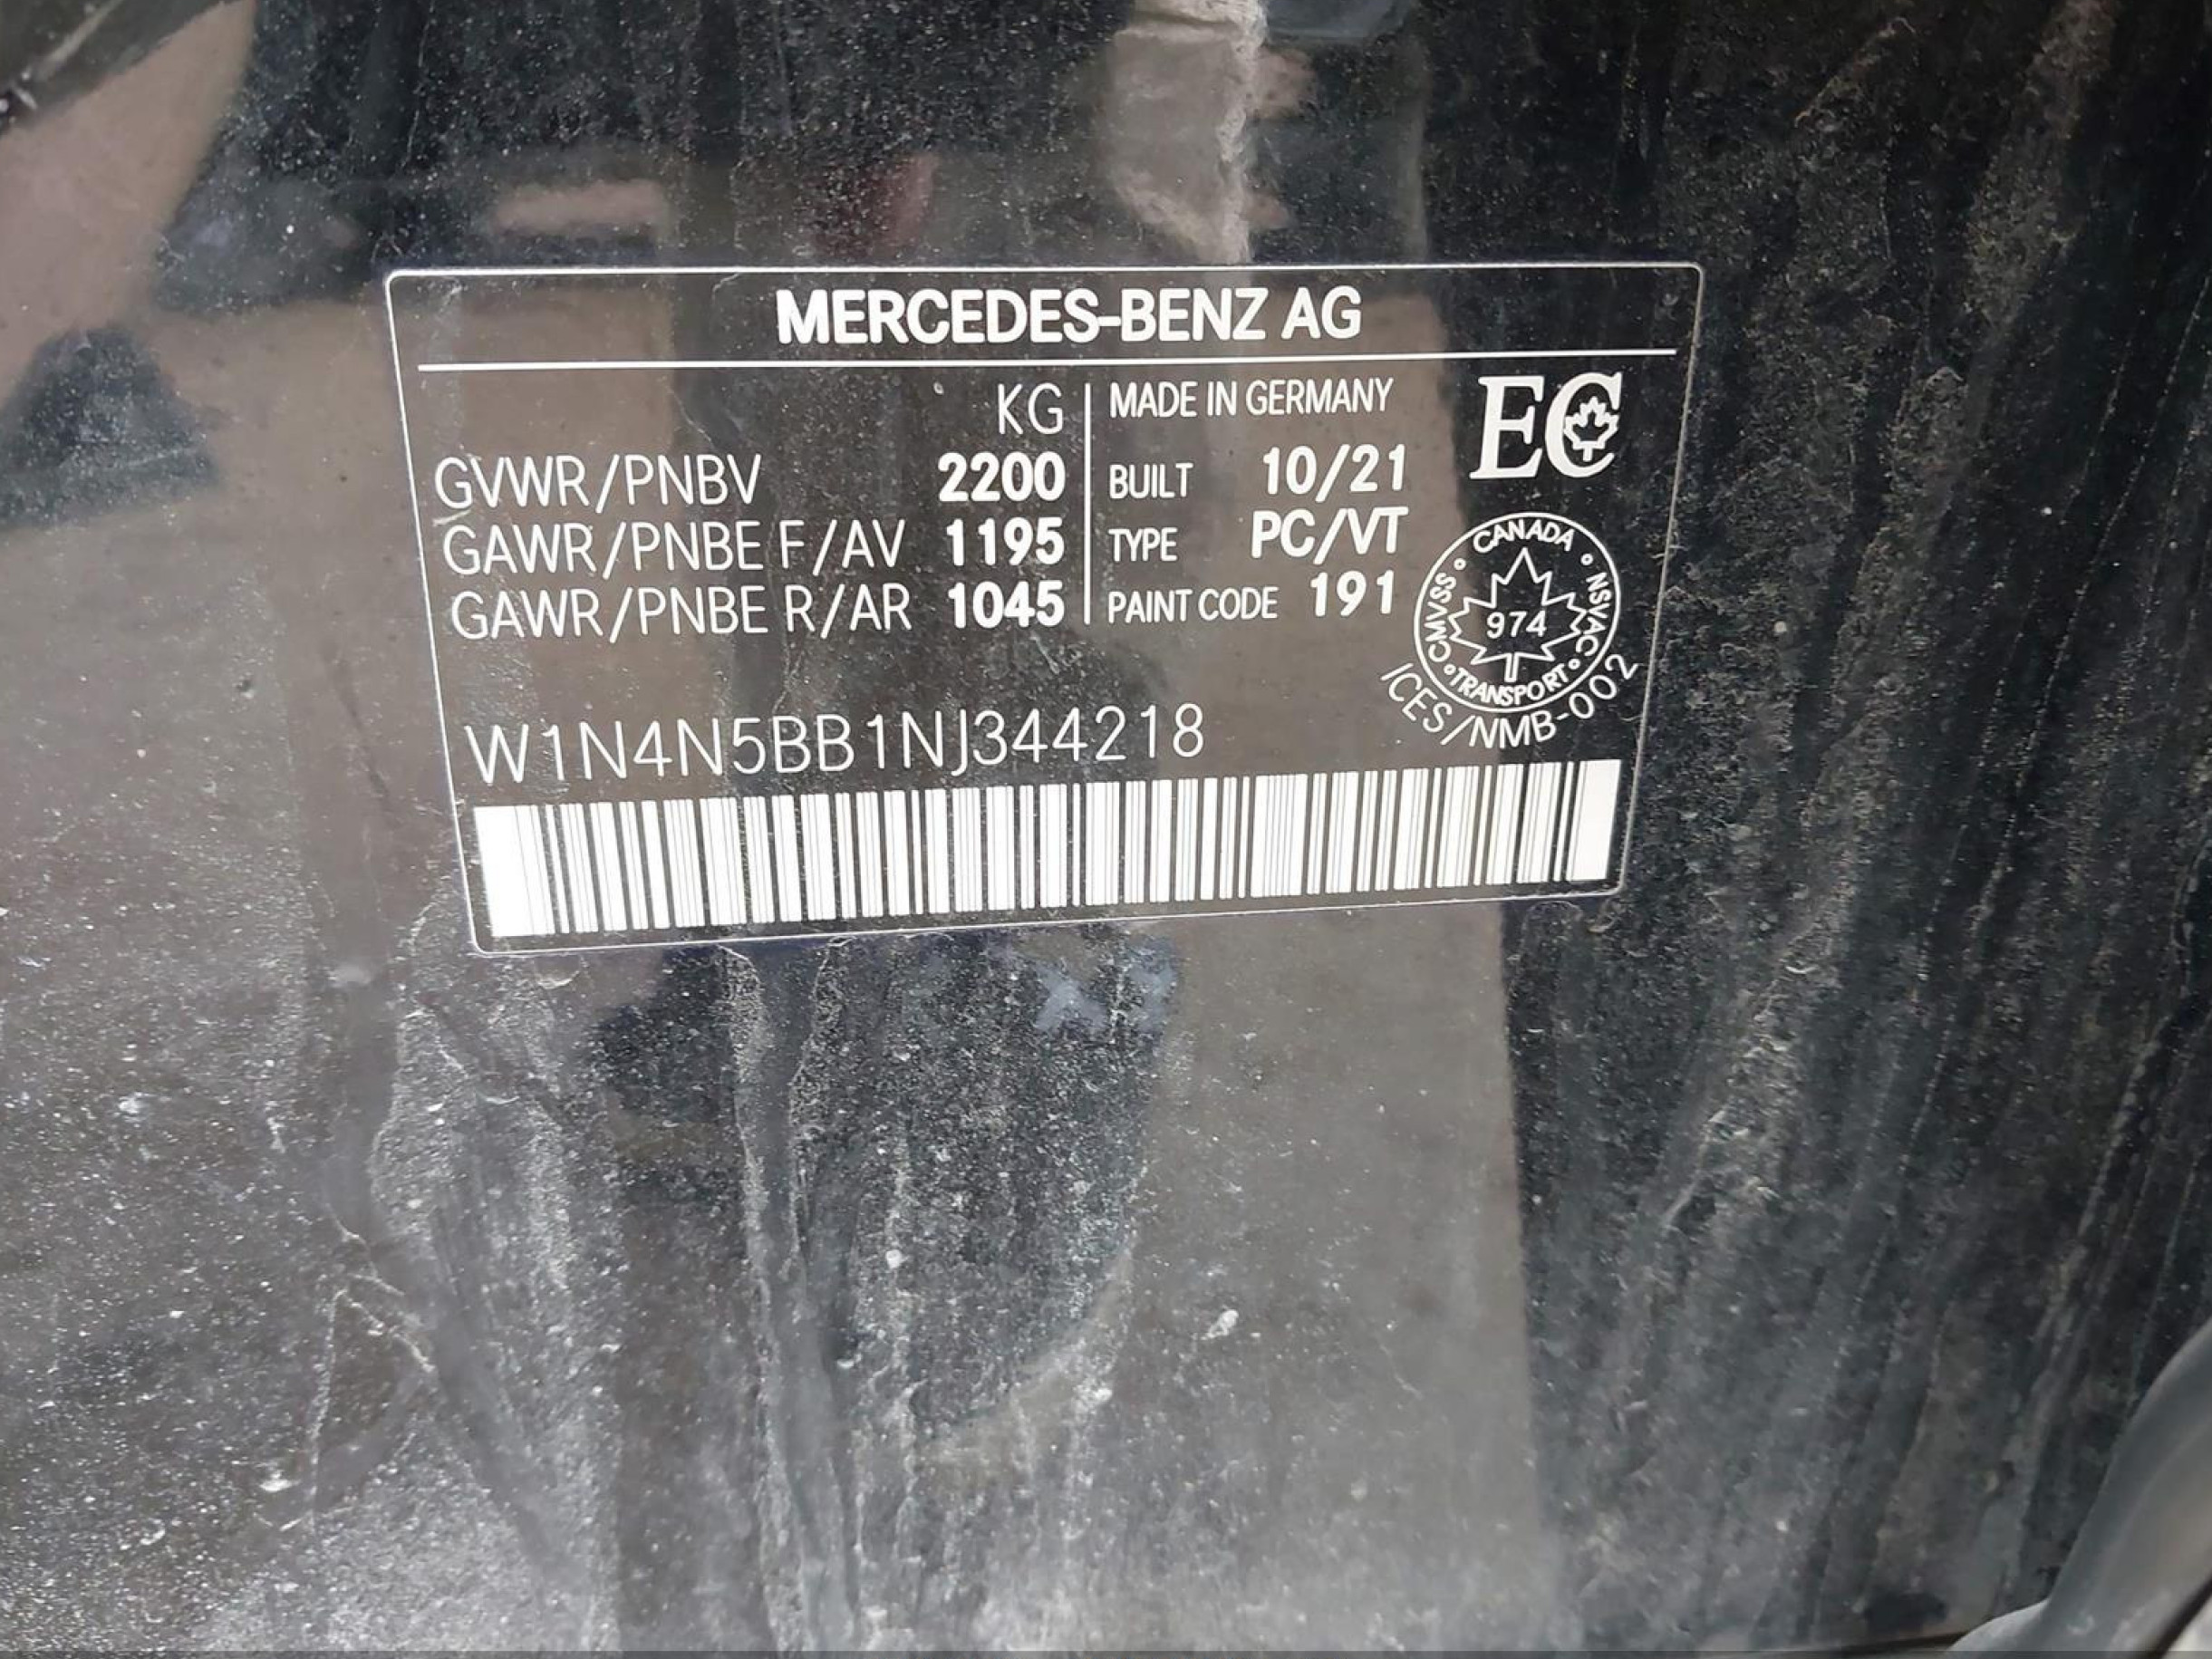 MERCEDES-BENZ AG
KG
GVWR/PNBV 2200
GAWR/PNBE F/AV 1195
GAWR/PNBE R/AR 1045
MADE IN GERMANY
BUILT 10/21
TYPE PC/VT
PAINT CODE 191
EC
CANADA
NSVAC
TRANSPORT
CMVSS
974
ICES/NMB-002
W1N4N5BB1NJ344218